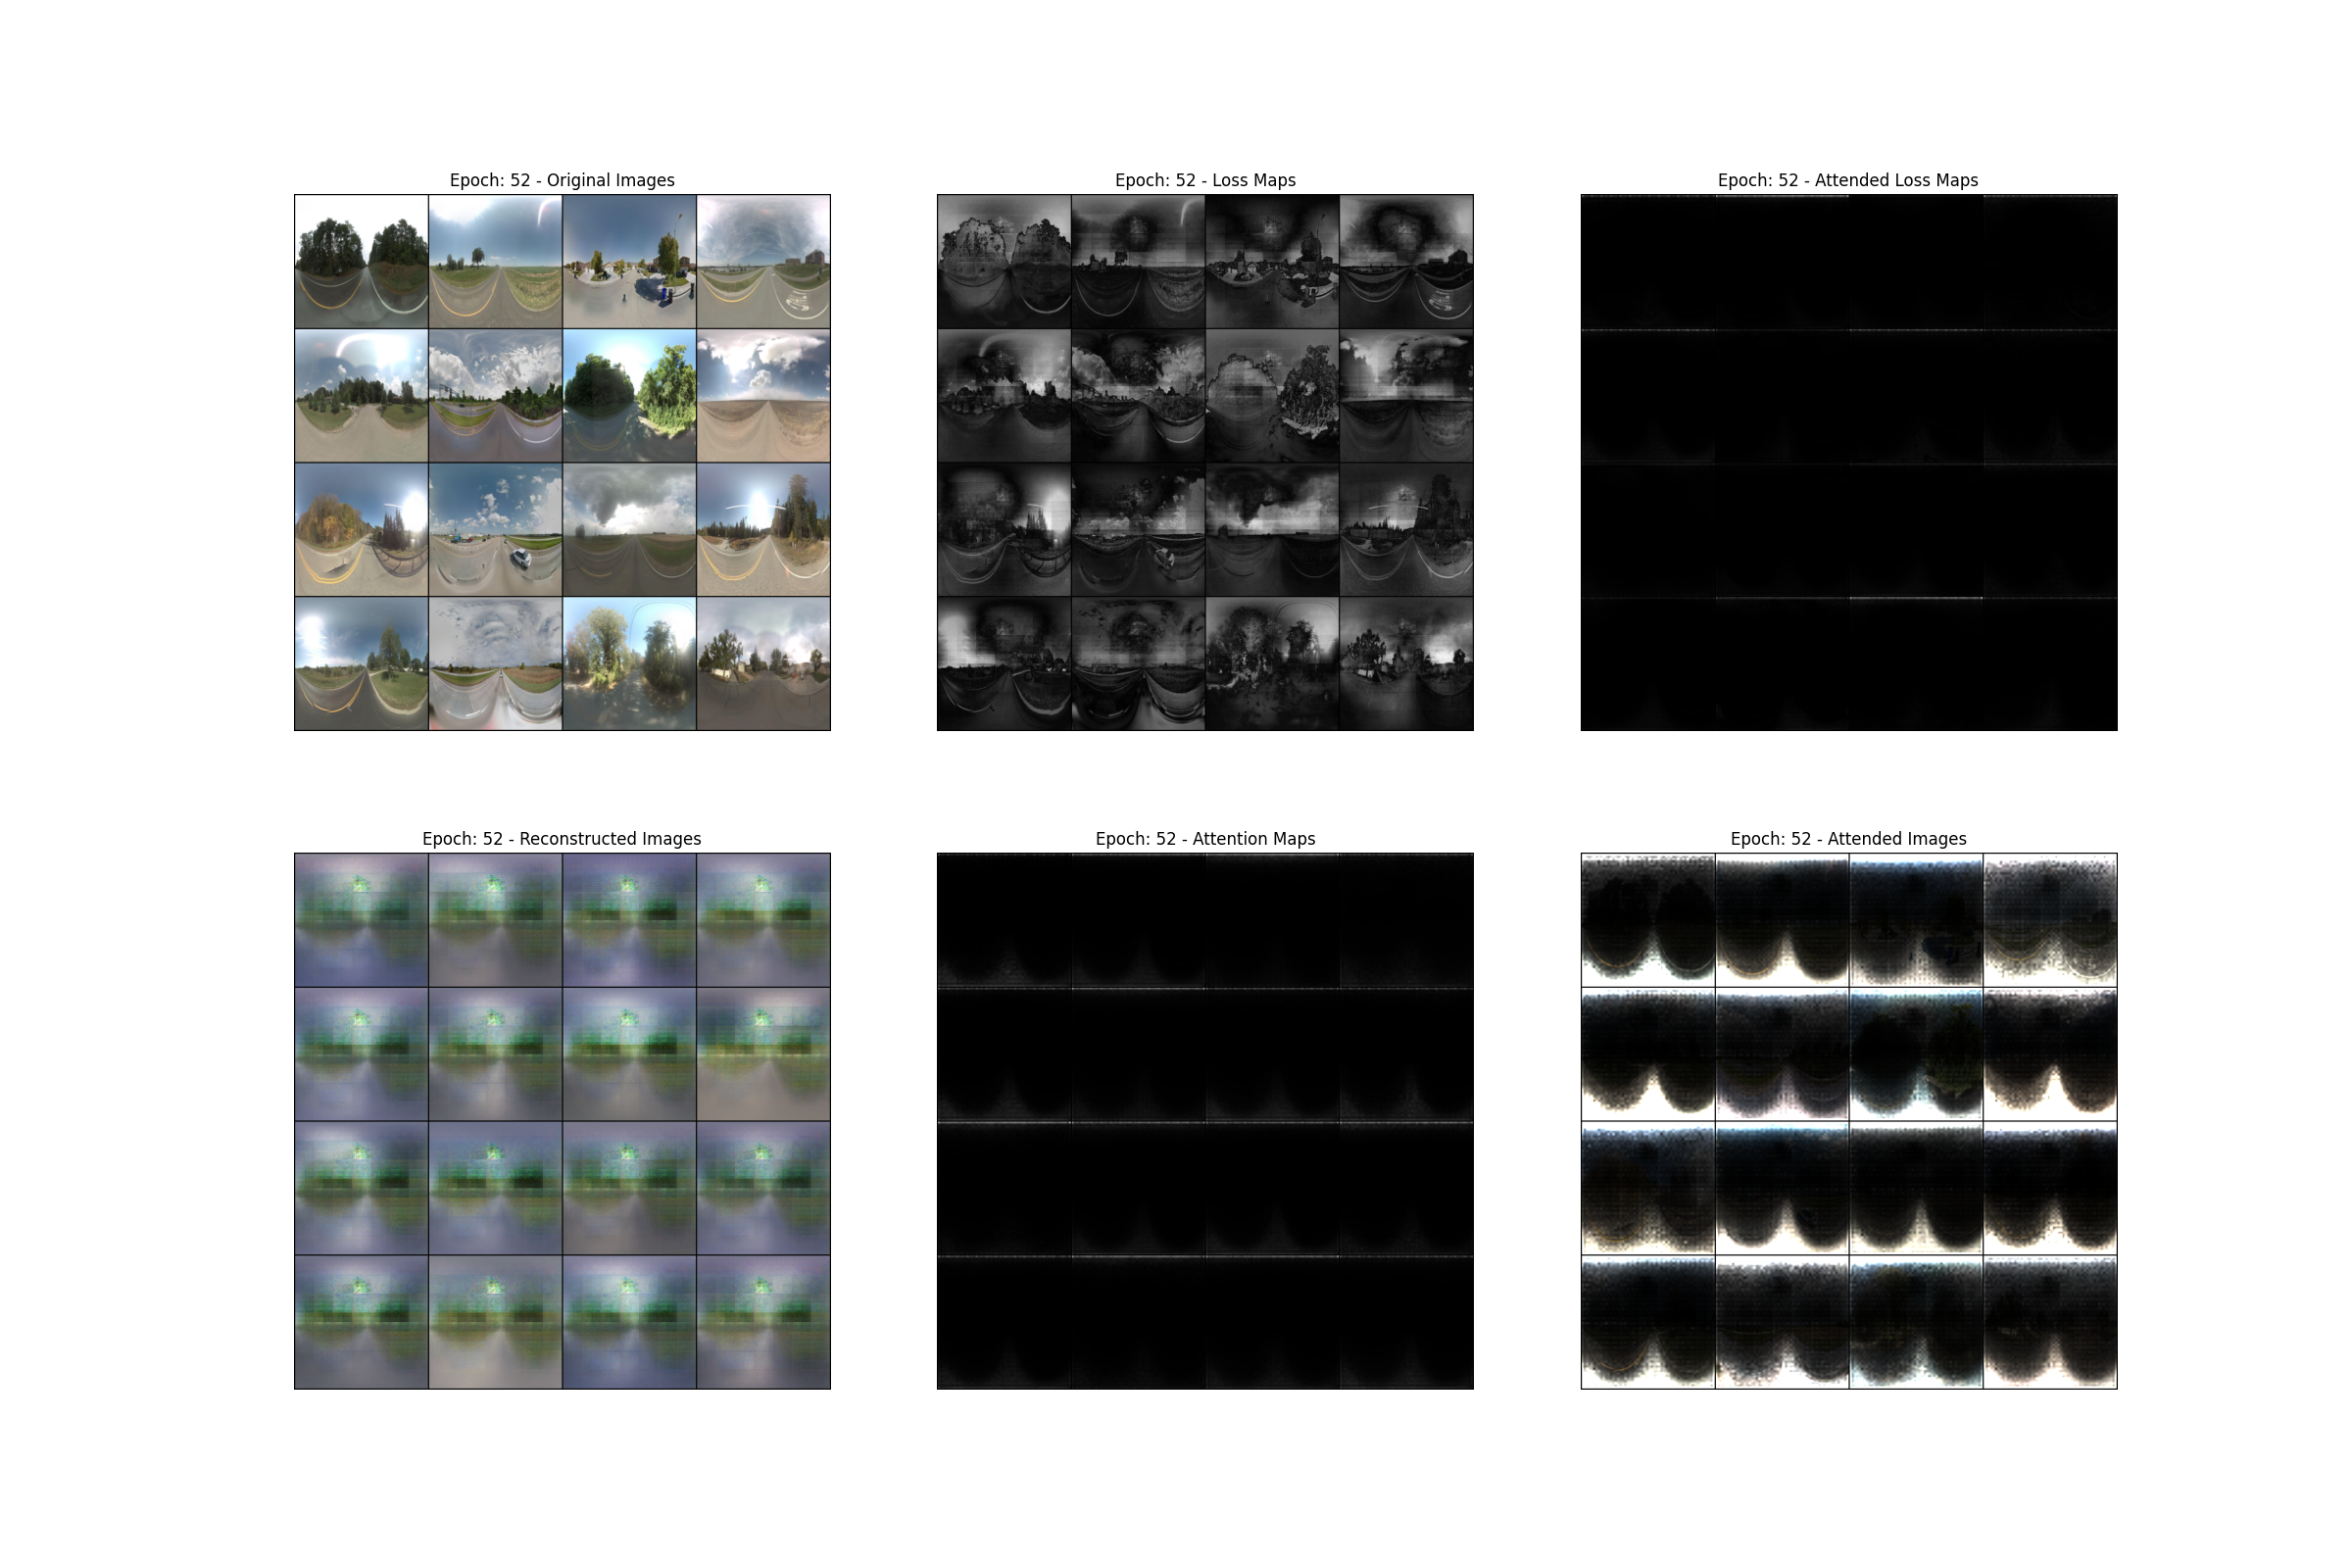 Epoch: 52 - Original Images
Epoch: 52 - Loss Maps
Epoch: 52 - Attended Loss Maps
Epoch: 52 - Reconstructed Images
Epoch: 52 - Attention Maps
Epoch: 52 - Attended Images